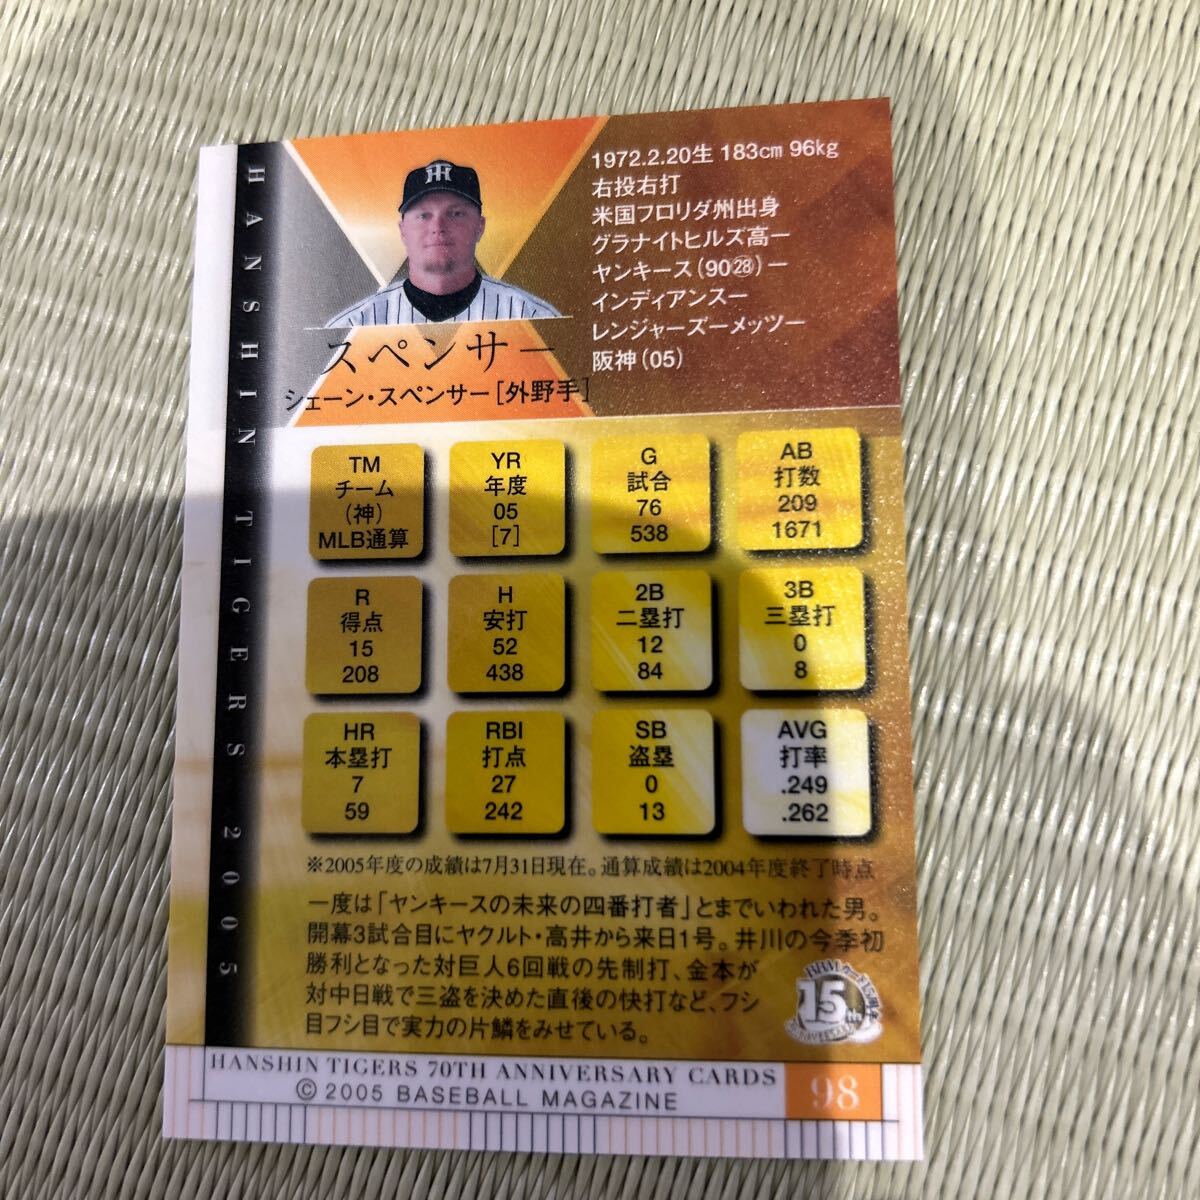 HANSHIN TIGERS 2005
1972.2.20生 183cm 96kg
右投右打
米国フロリダ州出身
グラナイトヒルズ高ー
ヤンキース(90㉘)ー
インディアンスー
レンジャーズーメッツー
阪神(05)
スペンサー
シェーン・スペンサー[外野手]
TM
チーム
(神)
MLB通算
YR
年度
05
[7]
G
試合
76
538
AB
打数
209
1671
R
得点
15
208
H
安打
52
438
2B
二塁打
12
84
3B
三塁打
0
8
HR
本塁打
7
59
RBI
打点
27
242
SB
盗塁
0
13
AVG
打率
.249
.262
※2005年度の成績は7月31日現在。通算成績は2004年度終了時点
一度は「ヤンキースの未来の四番打者」とまでいわれた男。
開幕3試合目にヤクルト・高井から来日1号。井川の今季初
勝利となった対巨人6回戦の先制打、金本が
対中日戦で三盗を決めた直後の快打など、フシ
目フシ目で実力の片鱗をみせている。
BBMカード15周年
15th
ANNIVERSARY
HANSHIN TIGERS 70TH ANNIVERSARY CARDS
© 2005 BASEBALL MAGAZINE
98